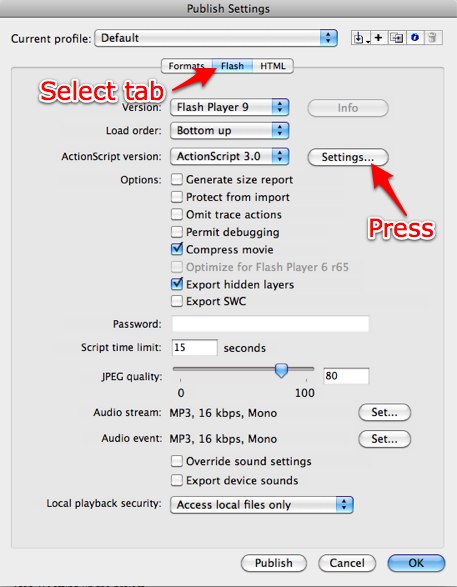 Publish Settings
Current profile: Default
Formats Flash HTML
Select tab
Version: Flash Player 9 Info
Load order: Bottom up
ActionScript version: ActionScript 3.0 Settings...
Options: Generate size report
Protect from import
Omit trace actions
Press
Permit debugging
Compress movie
Optimize for Flash Player 6 r65
Export hidden layers
Export SWC
Password:
Script time limit: 15 seconds
JPEG quality: 80
0 100
Audio stream: MP3, 16 kbps, Mono Set...
Audio event: MP3, 16 kbps, Mono Set...
Override sound settings
Export device sounds
Local playback security: Access local files only
Publish Cancel OK